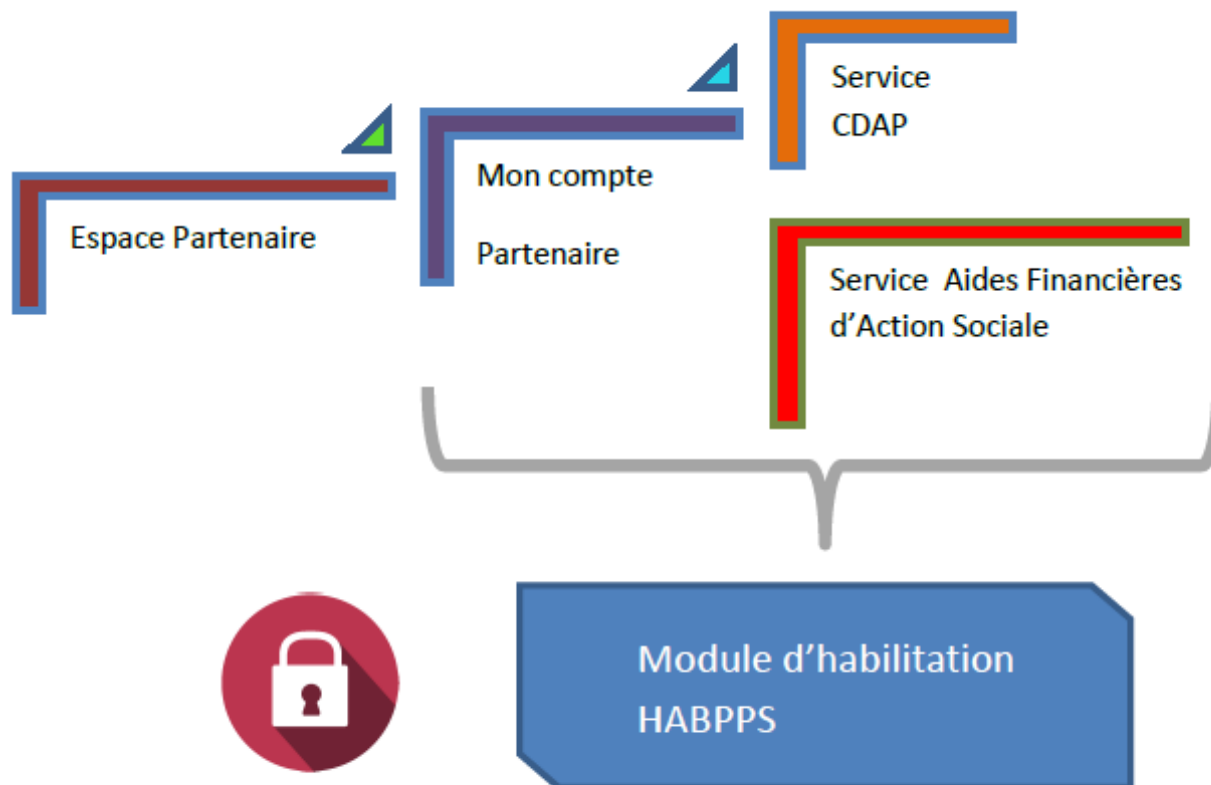 Espace Partenaire
Mon compte
Partenaire
Service
CDAP
Service Aides Financières
d’Action Sociale
Module d’habilitation
HABPPS